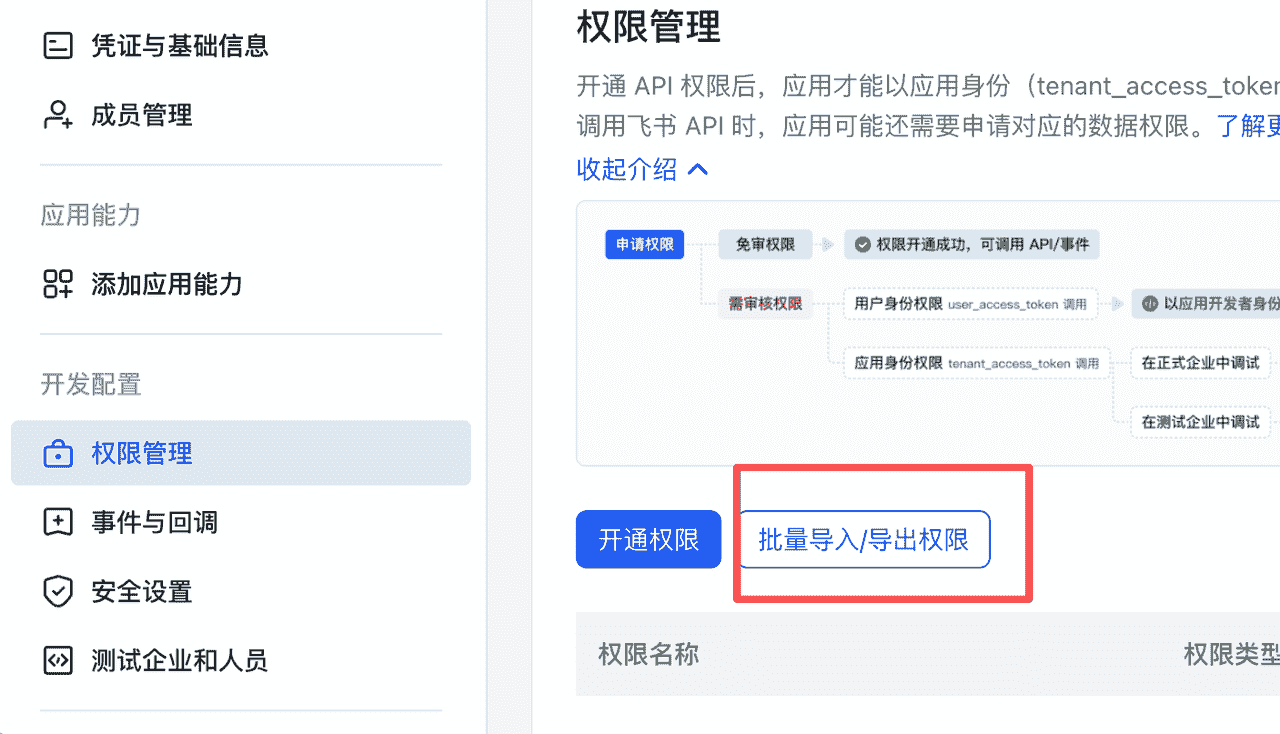 凭证与基础信息
成员管理
应用能力
添加应用能力
开发配置
权限管理
事件与回调
安全设置
测试企业和人员
权限管理
开通 API 权限后，应用才能以应用身份（tenant_access_token
调用飞书 API 时，应用可能还需要申请对应的数据权限。了解更
收起介绍
申请权限 免审权限 权限开通成功，可调用 API/事件
需审核权限 用户身份权限 user_access_token 调用 以应用开发者身份
应用身份权限 tenant_access_token 调用 在正式企业中调试
在测试企业中调试
开通权限 批量导入/导出权限
权限名称 权限类型